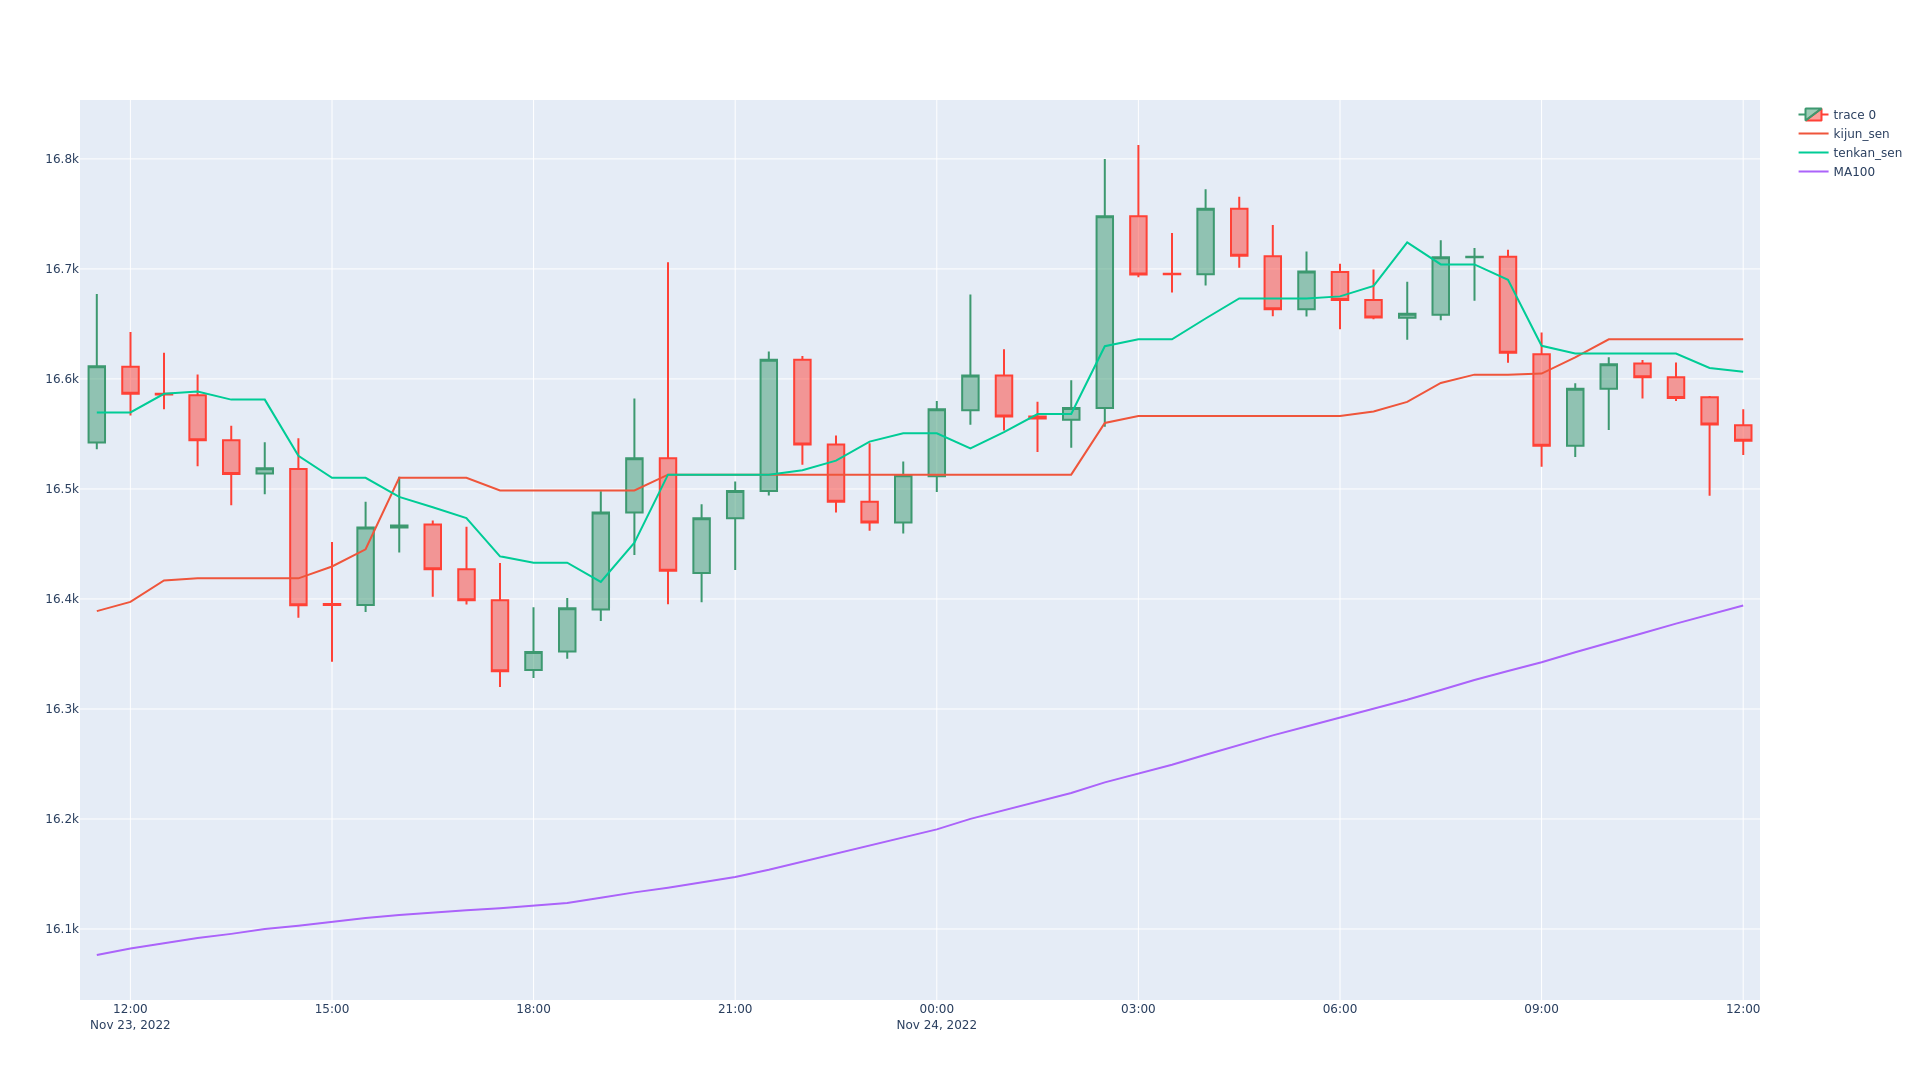 trace 0
kijun_sen
tenkan_sen
MA100
16.8k
16.7k
16.6k
16.5k
16.4k
16.3k
16.2k
16.1k
12:00 15:00 18:00 21:00 00:00 03:00 06:00 09:00 12:00
Nov 23, 2022 Nov 24, 2022